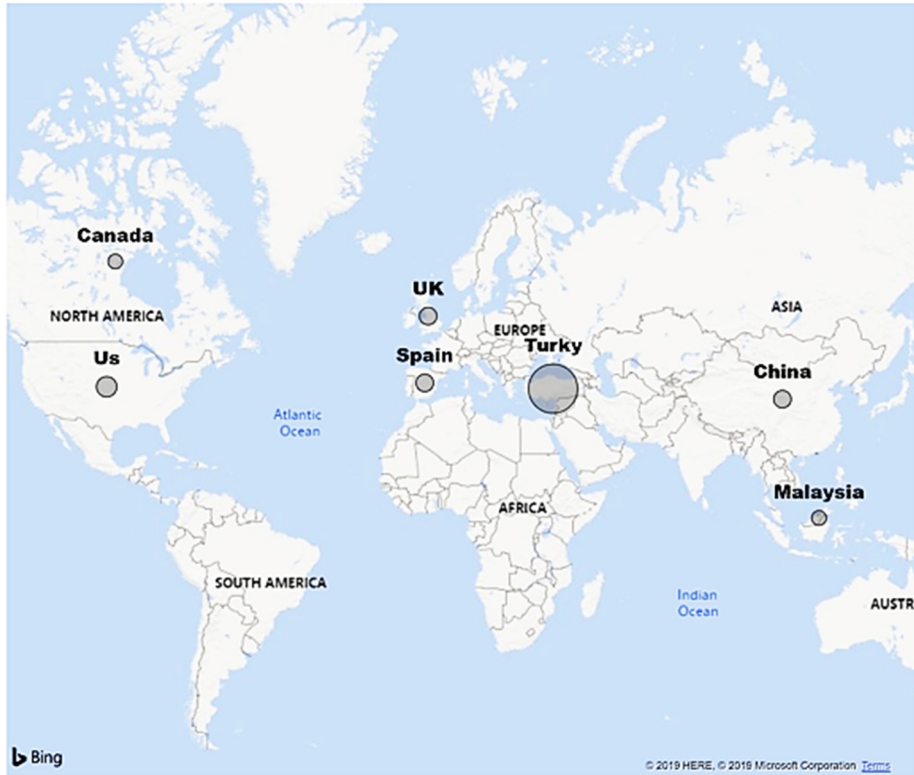 Canada
UK
NORTH AMERICA
ASIA
EUROPE
Turky
Us
Spain
China
Atlantic
Ocean
Malaysia
AFRICA
SOUTH AMERICA
Indian
Ocean
AUSTR
Bing
© 2019 HERE, © 2019 Microsoft Corporation Terms